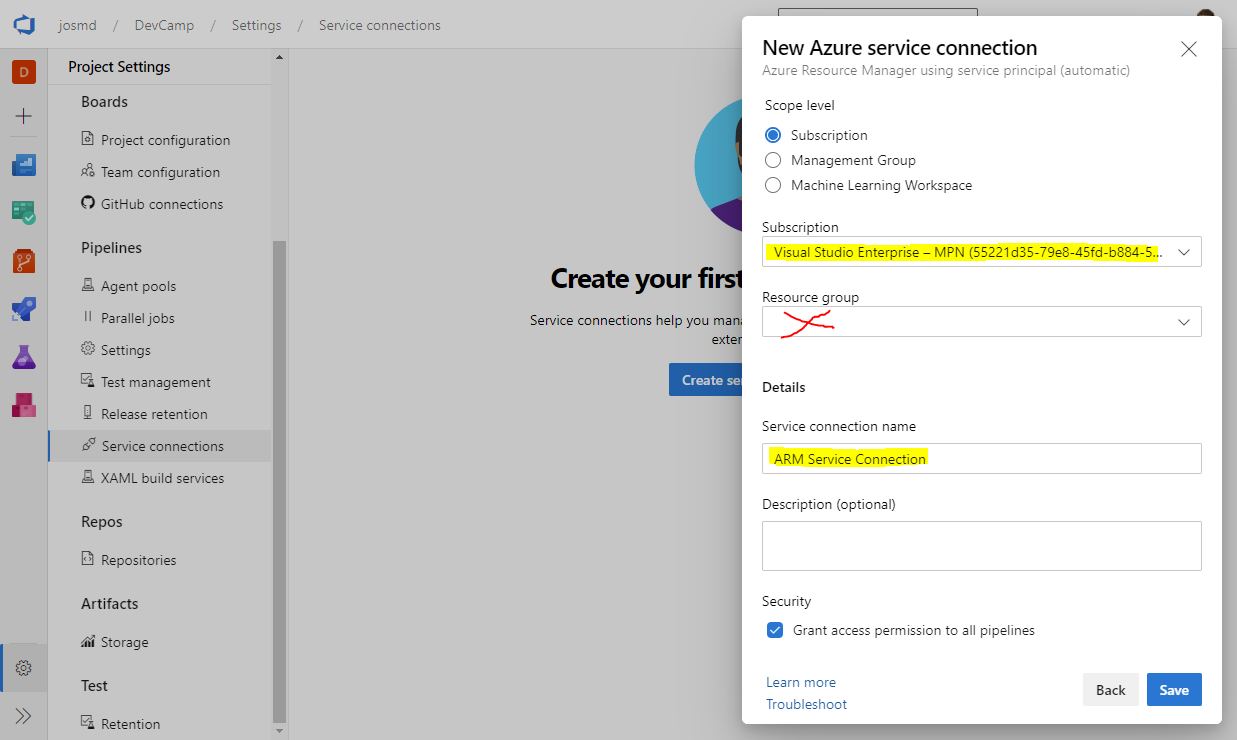 josmd / DevCamp / Settings / Service connections
D
Project Settings
Boards
Project configuration
Team configuration
GitHub connections
Pipelines
Agent pools
Parallel jobs
Settings
Test management
Release retention
Service connections
XAML build services
Repos
Repositories
Artifacts
Storage
Test
Retention
Create your first
Service connections help you mana
exter
Create se
New Azure service connection
Azure Resource Manager using service principal (automatic)
Scope level
Subscription
Management Group
Machine Learning Workspace
Subscription
Visual Studio Enterprise – MPN (55221d35-79e8-45fd-b884-5...
Resource group
Details
Service connection name
ARM Service Connection
Description (optional)
Security
Grant access permission to all pipelines
Learn more
Troubleshoot
Back
Save